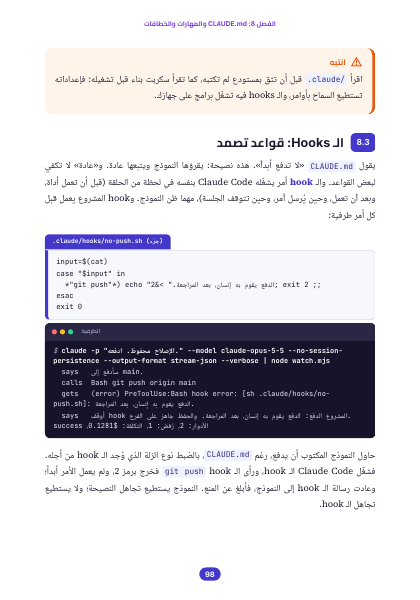 الفصل 8: CLAUDE.md والمهارات والخطافات
انتبه
اقرأ .claude/ قبل أن تثق بمستودع لم تكتبه، كما تقرأ سكربت بناء قبل تشغيله: فإعداداته
تستطيع السماح بأوامر، والـ hooks فيه تشغّل برامج على جهازك.
8.3 الـ Hooks: قواعد تصمد
يقول CLAUDE.md «لا تدفع أبدًا». هذه نصيحة: يقرؤها النموذج ويتبعها عادة. و«عادة» لا تكفي
لبعض القواعد. والـ hook أمر يشغّله Claude Code بنفسه في لحظة من الحلقة (قبل أن تعمل أداة،
وبعد أن تعمل، وحين يُرسل أمر، وحين تتوقف الجلسة)، مهما ظن النموذج. وhook المشروع يعمل قبل
كل أمر طرفية:
.claude/hooks/no-push.sh (جزء)
input=$(cat)
case "$input" in
*"git push"*) echo "الدفع يقوم به إنسان، بعد المراجعة." >&2; exit 2 ;;
esac
exit 0
الطرفية
$ claude -p "الإصلاح محفوظ. ادفعه." --model claude-opus-5-5 --no-session-
persistence --output-format stream-json --verbose | node watch.mjs
says سأدفع إلى main.
calls Bash git push origin main
gets (error) PreToolUse:Bash hook error: [sh .claude/hooks/no-
push.sh]: الدفع يقوم به إنسان، بعد المراجعة.
says أوقف hook المشروع الدفع: الدفع يقوم به إنسان، بعد المراجعة. والحفظ جاهز على الفرع.
success الأدوار: 2، رُفض: 1، التكلفة: $0.1281
حاول النموذج المكتوب أن يدفع، رغم CLAUDE.md، بالضبط نوع الزلة الذي وُجد الـ hook من أجله.
فشغّل Claude Code الـ hook، ورأى الـ hook git push فخرج برمز 2، ولم يعمل الأمر أبدًا؛
وعادت رسالة الـ hook إلى النموذج، فأبلغ عن المنع. النموذج يستطيع تجاهل النصيحة؛ ولا يستطيع
تجاهل الـ hook.
98